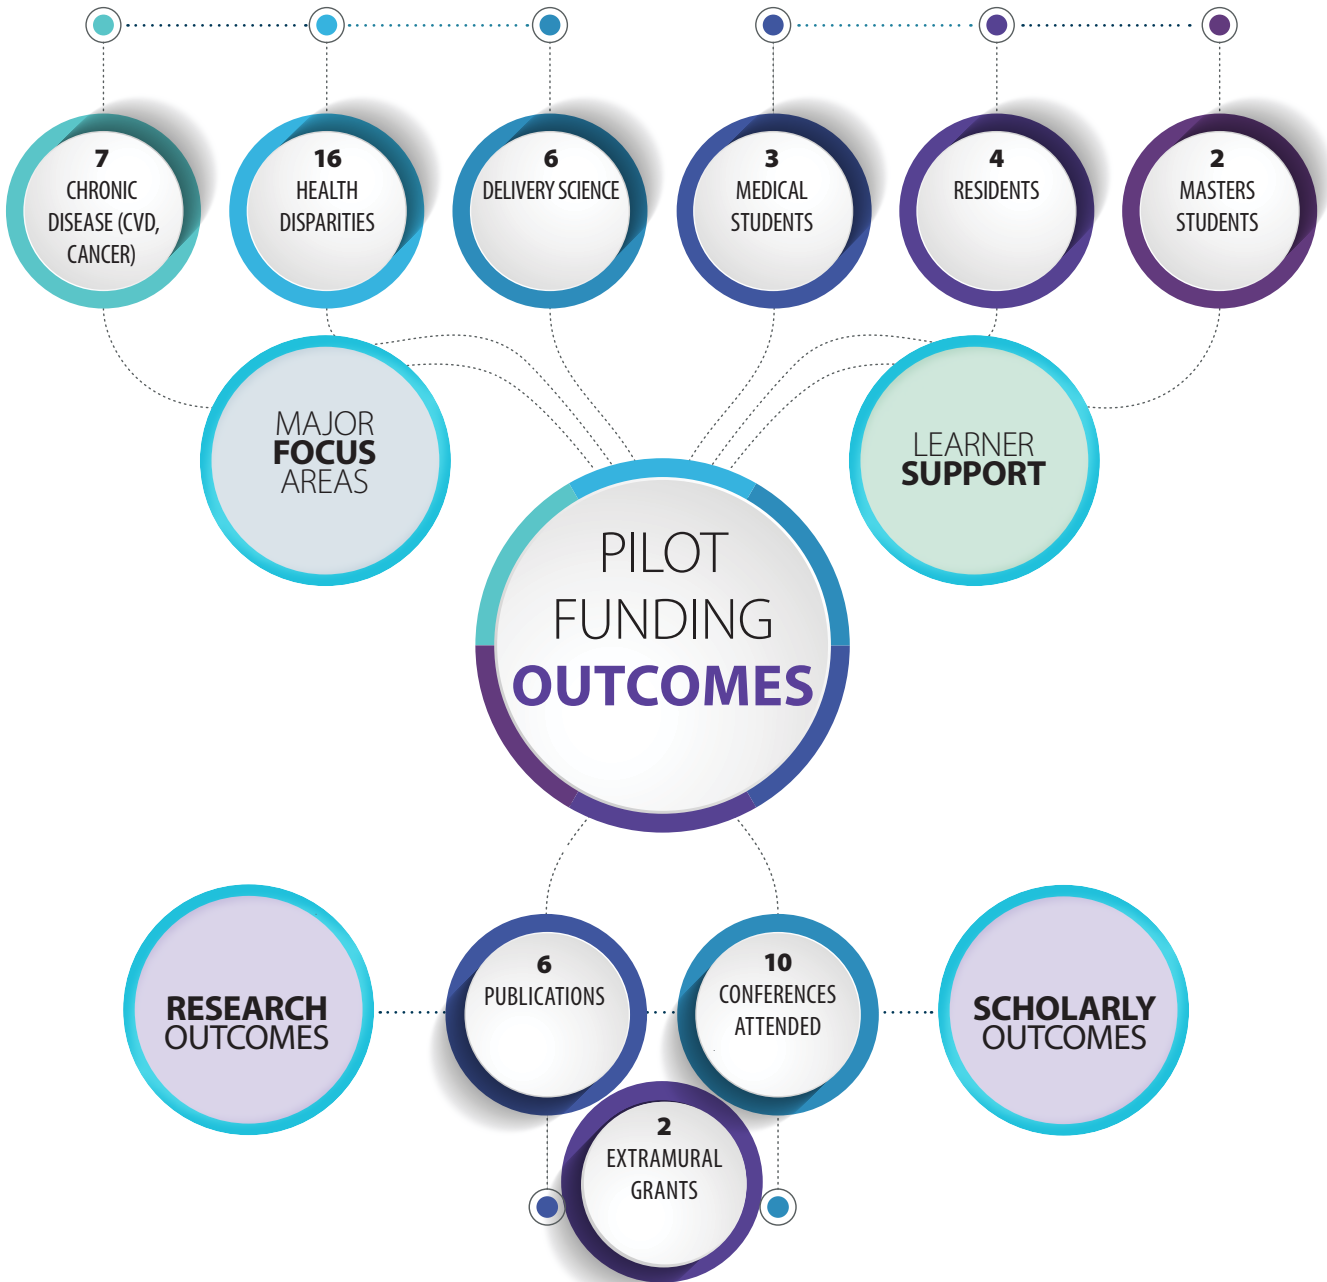 7
CHRONIC
DISEASE (CVD,
CANCER)
16
HEALTH
DISPARITIES
6
DELIVERY SCIENCE
3
MEDICAL
STUDENTS
4
RESIDENTS
2
MASTERS
STUDENTS
MAJOR
FOCUS
AREAS
LEARNER
SUPPORT
PILOT
FUNDING
OUTCOMES
RESEARCH
OUTCOMES
6
PUBLICATIONS
10
CONFERENCES
ATTENDED
SCHOLARLY
OUTCOMES
2
EXTRAMURAL
GRANTS